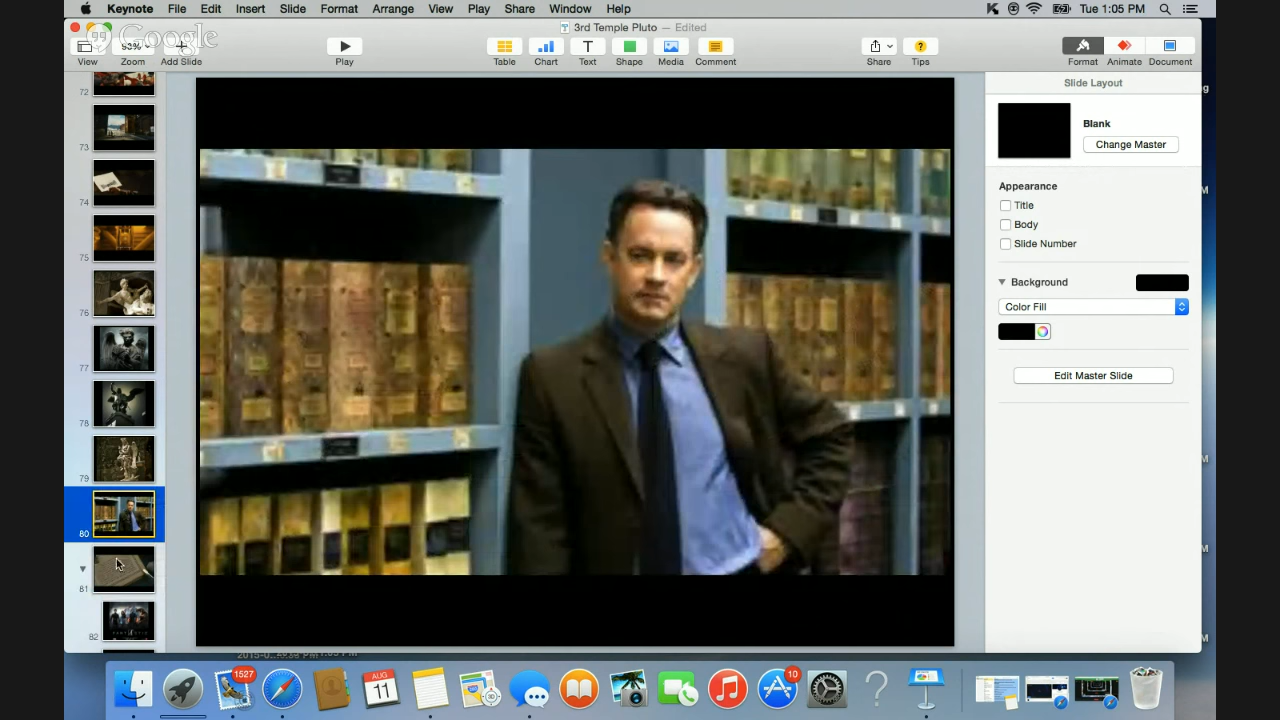 Keynote File Edit Insert Slide Format Arrange View Play Share Window Help Tue 1:05 PM
3rd Temple Pluto — Edited
Google
View Zoom Add Slide Play Table Chart Text Shape Media Comment Share Tips Format Animate Document
72
73
74
75
76
77
78
79
80
81
82
Slide Layout
Blank
Change Master
Appearance
Title
Body
Slide Number
Background
Color Fill
Edit Master Slide
1527
AUG
11
10